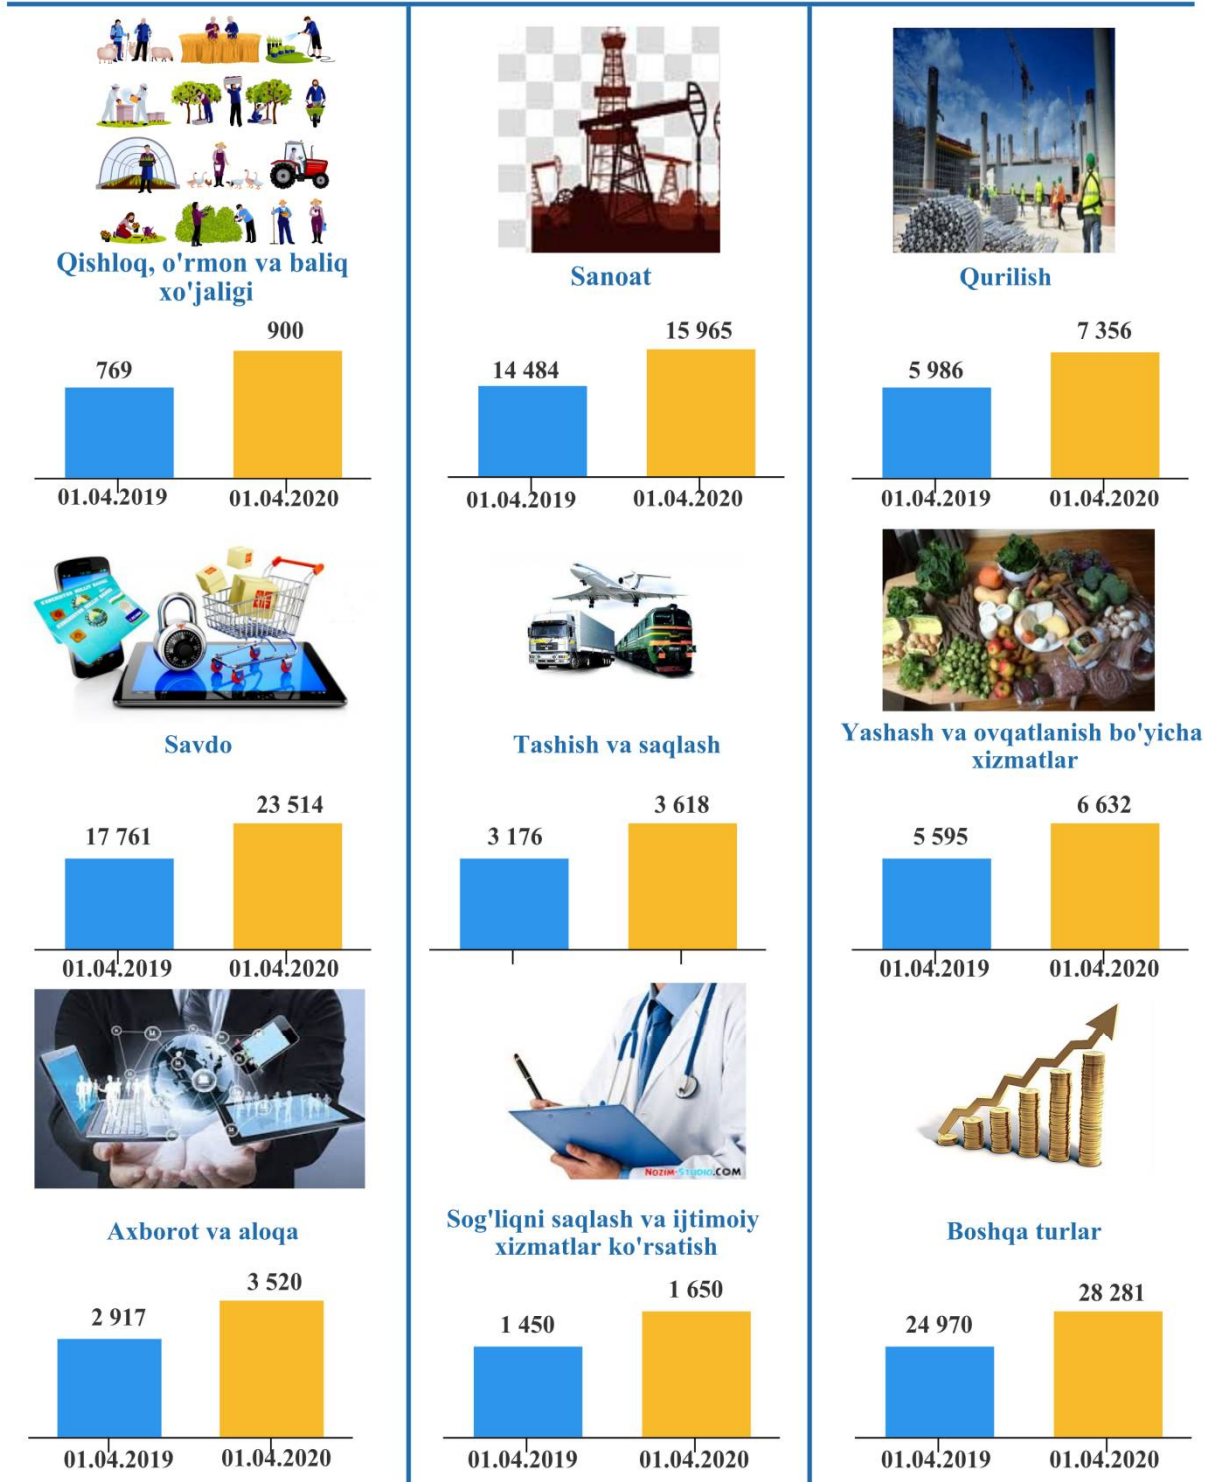 Qishloq, o'rmon va baliq
xo'jaligi
769
900
01.04.2019
01.04.2020
Sanoat
14 484
15 965
01.04.2019
01.04.2020
Qurilish
5 986
7 356
01.04.2019
01.04.2020
Savdo
17 761
23 514
01.04.2019
01.04.2020
Tashish va saqlash
3 176
3 618
Yashash va ovqatlanish bo'yicha
xizmatlar
5 595
6 632
01.04.2019
01.04.2020
Axborot va aloqa
2 917
3 520
01.04.2019
01.04.2020
NOZIM-STUDIO.COM
Sog'liqni saqlash va ijtimoiy
xizmatlar ko'rsatish
1 450
1 650
01.04.2019
01.04.2020
Boshqa turlar
24 970
28 281
01.04.2019
01.04.2020